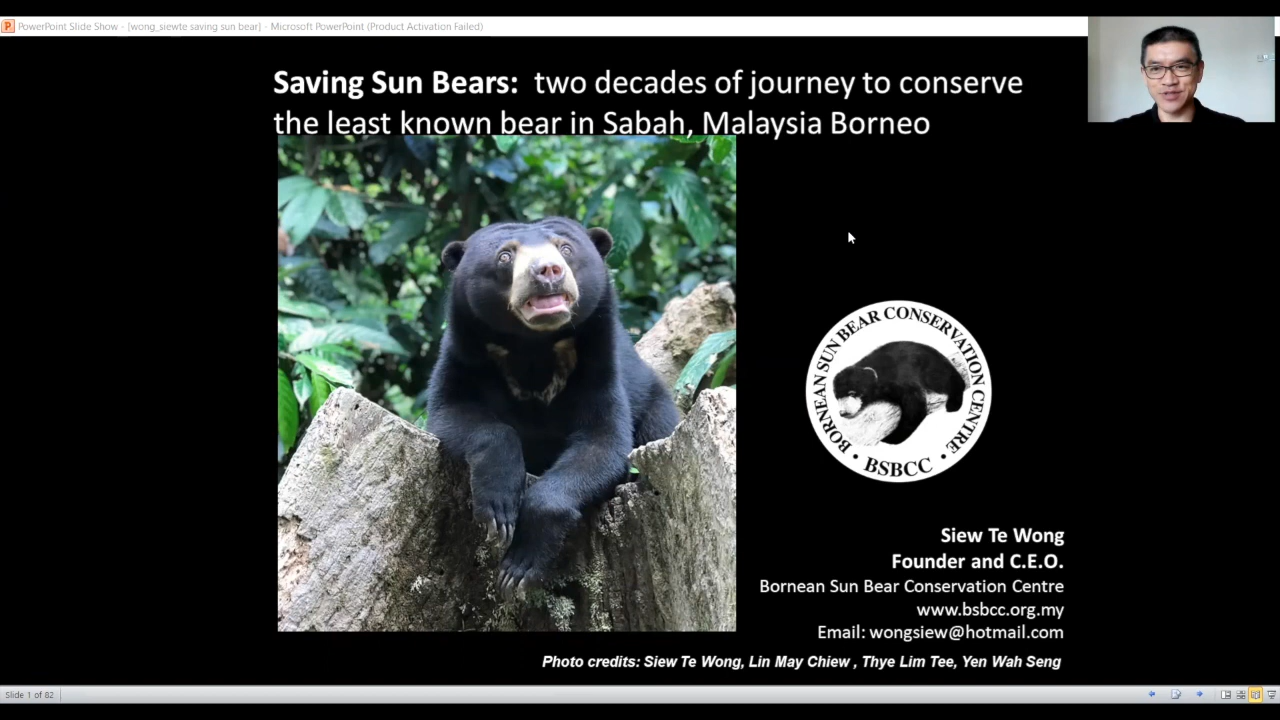 PowerPoint Slide Show - [wong_siewte saving sun bear] - Microsoft PowerPoint (Product Activation Failed)
Saving Sun Bears: two decades of journey to conserve
the least known bear in Sabah, Malaysia Borneo
BORNEAN SUN BEAR CONSERVATION CENTRE
• BSBCC •
Siew Te Wong
Founder and C.E.O.
Bornean Sun Bear Conservation Centre
www.bsbcc.org.my
Email: wongsiew@hotmail.com
Photo credits: Siew Te Wong, Lin May Chiew , Thye Lim Tee, Yen Wah Seng
Slide 1 of 82